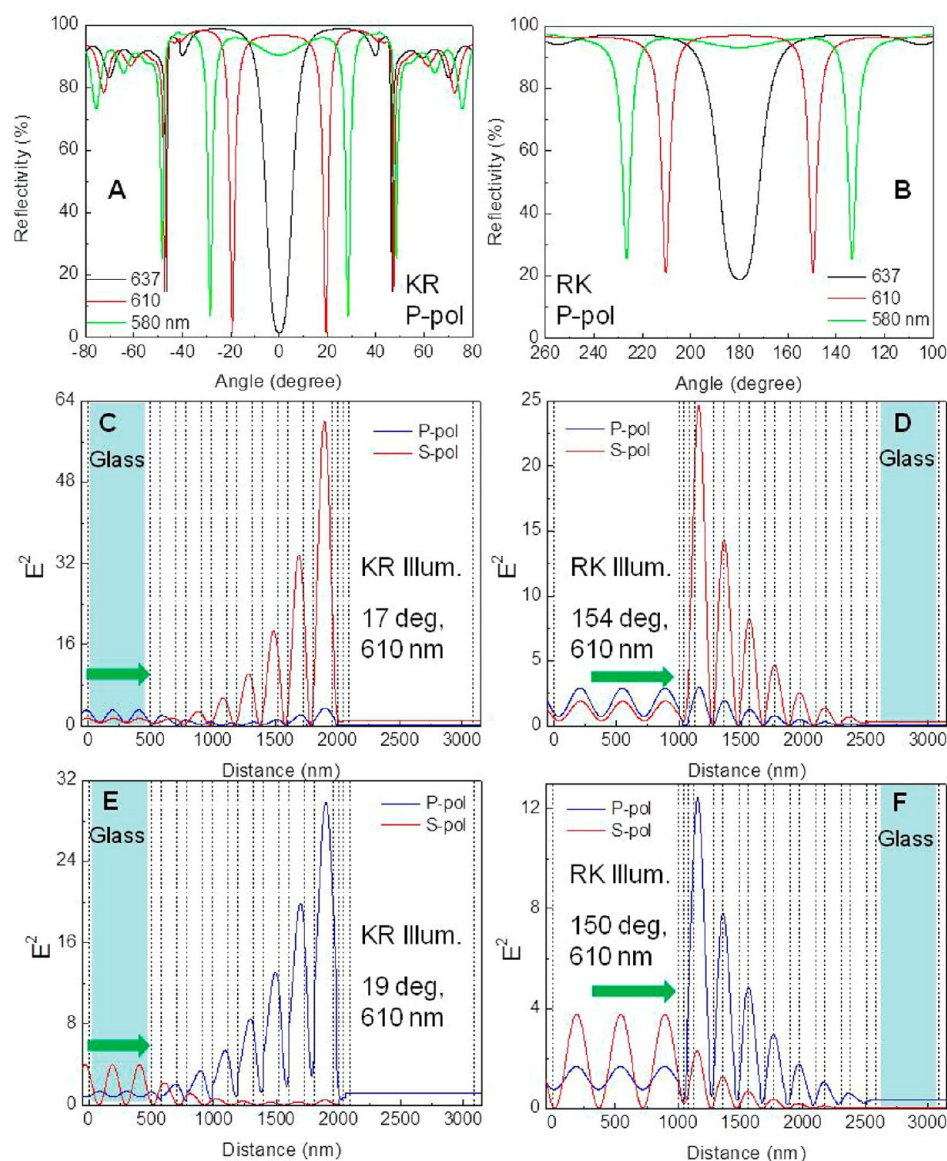 100
80
60
40
20
0
Reflectivity (%)
A
637
610
580 nm
KR
P-pol
-80 -60 -40 -20 0 20 40 60 80
Angle (degree)
100
80
60
40
20
0
Reflectivity (%)
B
RK
P-pol
637
610
580 nm
260 240 220 200 180 160 140 120 100
Angle (degree)
64
48
32
16
0
E2
C
Glass
P-pol
S-pol
KR Illum.
17 deg,
610 nm
0 500 1000 1500 2000 2500 3000
Distance (nm)
25
20
15
10
5
0
E2
D
Glass
P-pol
S-pol
RK Illum.
154 deg,
610 nm
0 500 1000 1500 2000 2500 3000
Distance (nm)
32
24
16
8
0
E2
E
Glass
P-pol
S-pol
KR Illum.
19 deg,
610 nm
0 500 1000 1500 2000 2500 3000
Distance (nm)
12
8
4
0
E2
F
Glass
P-pol
S-pol
RK Illum.
150 deg,
610 nm
0 500 1000 1500 2000 2500 3000
Distance (nm)